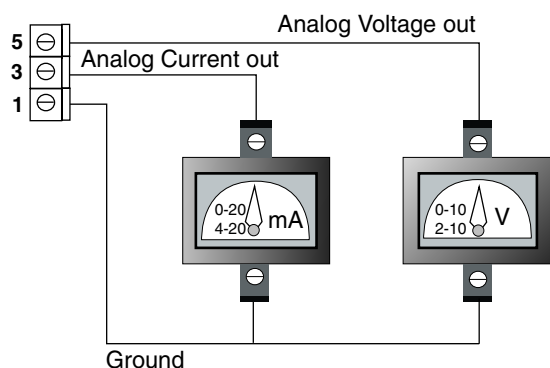 Analog Voltage out
5
3
Analog Current out
1
0-20
4-20
mA
0-10
2-10
V
Ground